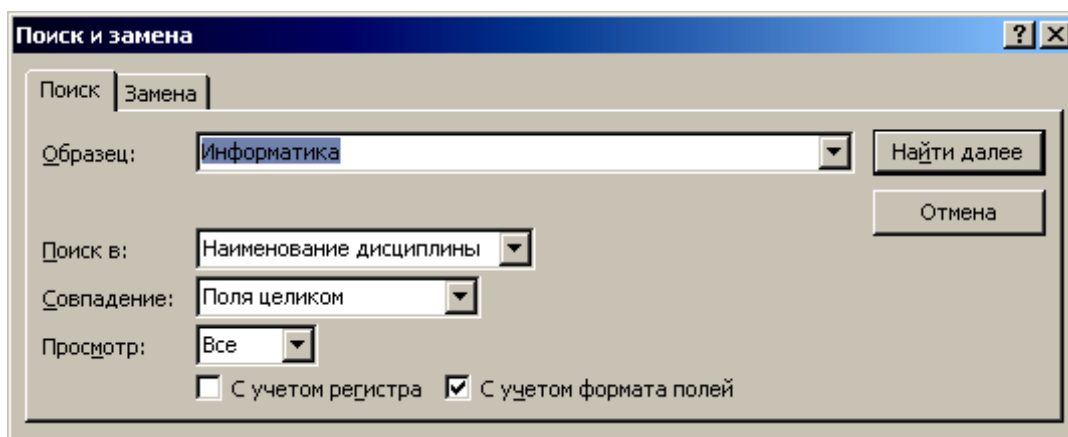 Поиск и замена
Поиск Замена
Образец: Информатика Найти далее
Отмена
Поиск в: Наименование дисциплины
Совпадение: Поля целиком
Просмотр: Все
С учетом регистра С учетом формата полей